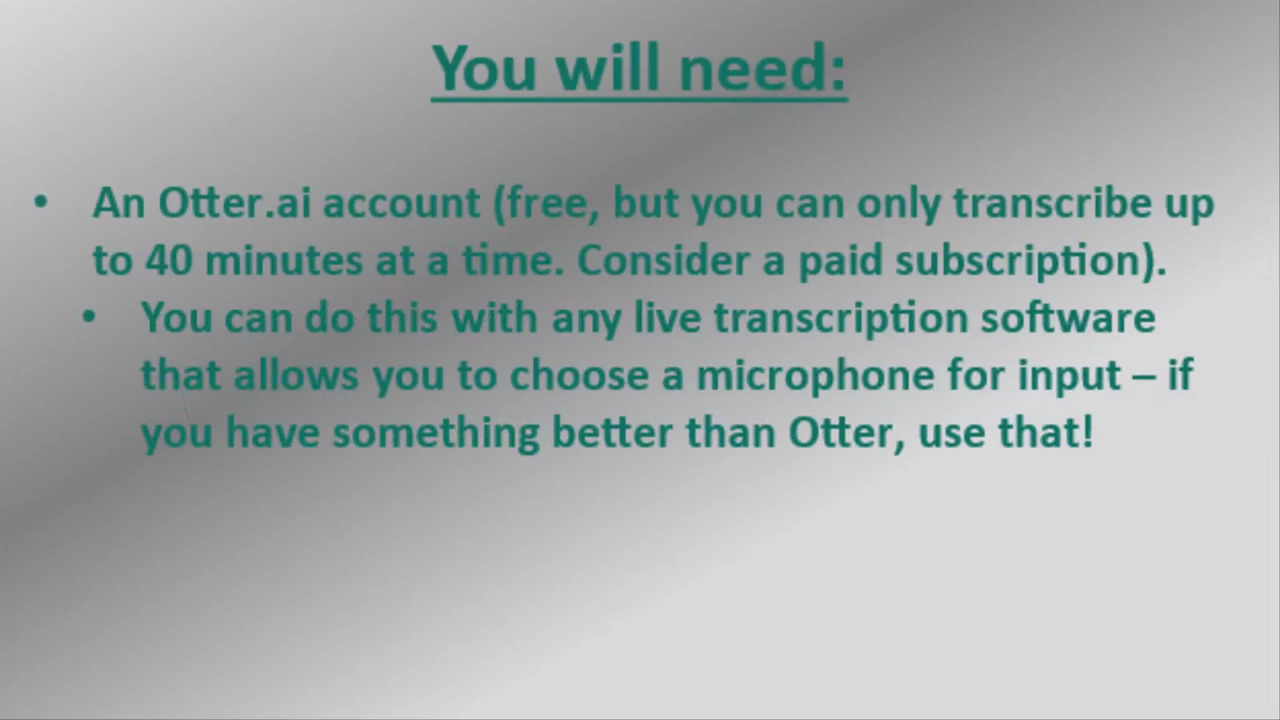 You will need:
• An Otter.ai account (free, but you can only transcribe up
to 40 minutes at a time. Consider a paid subscription).
• You can do this with any live transcription software
that allows you to choose a microphone for input – if
you have something better than Otter, use that!